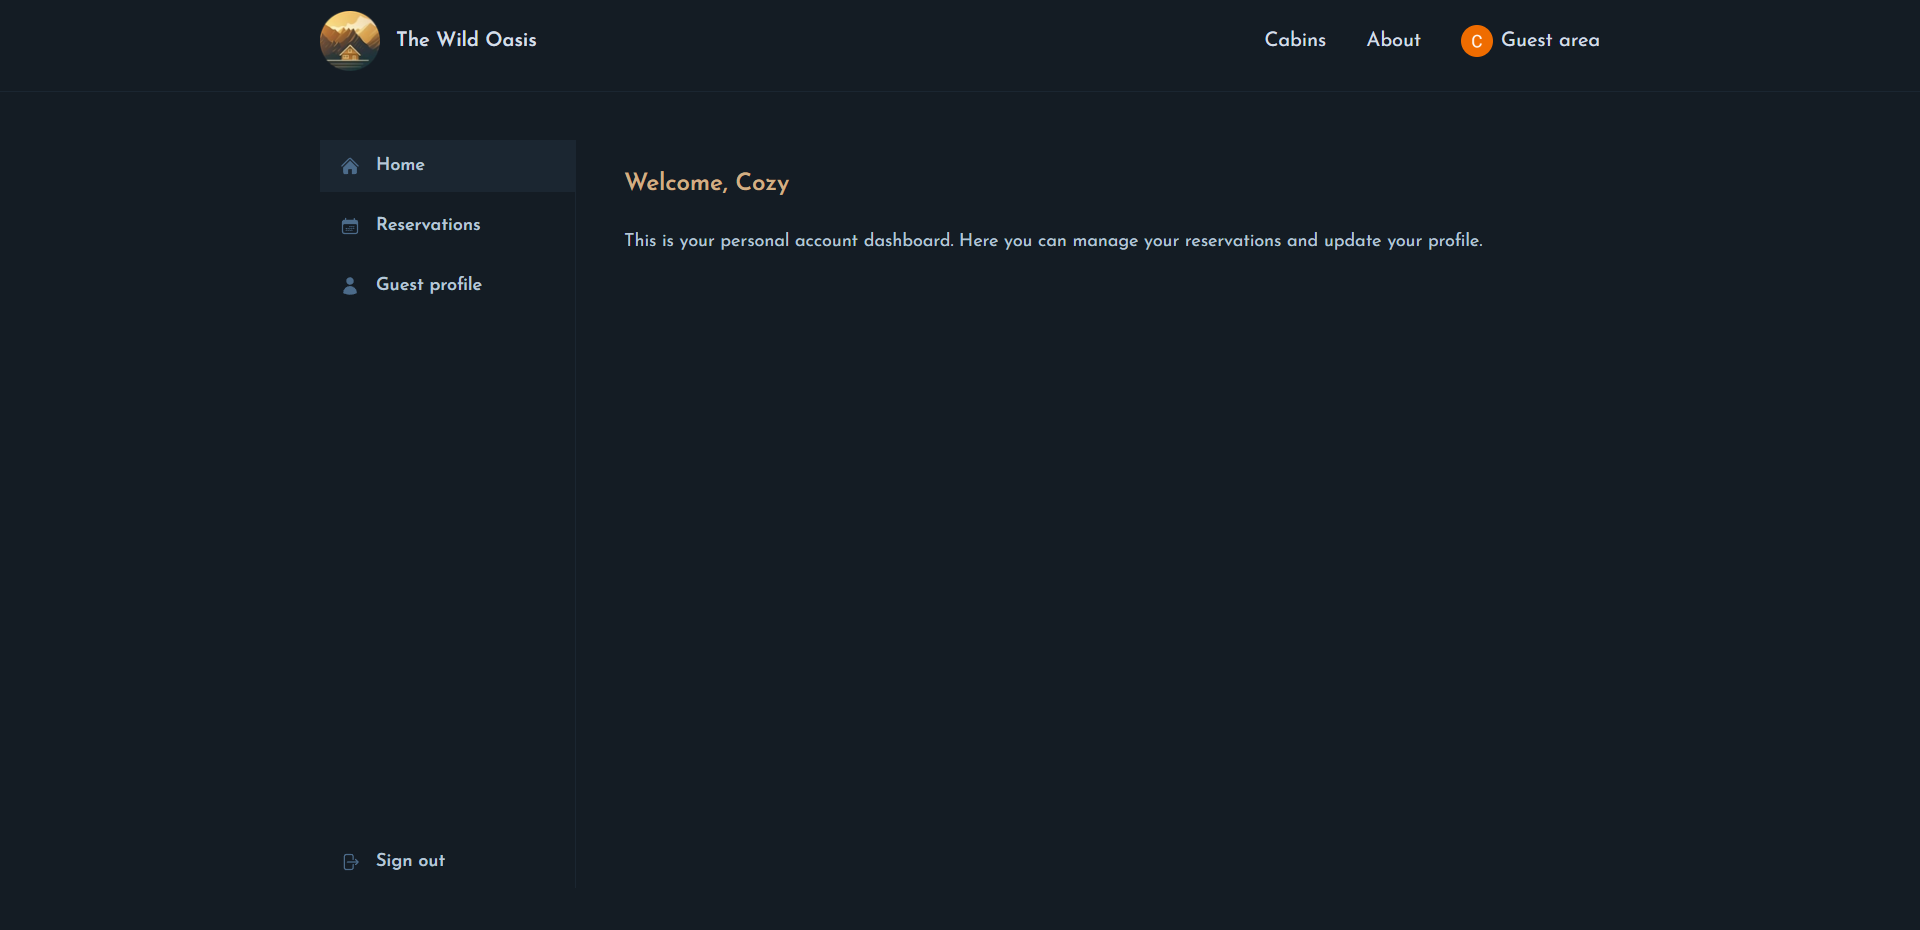 The Wild Oasis
Cabins
About
C
Guest area
Home
Reservations
Guest profile
Sign out
Welcome, Cozy
This is your personal account dashboard. Here you can manage your reservations and update your profile.